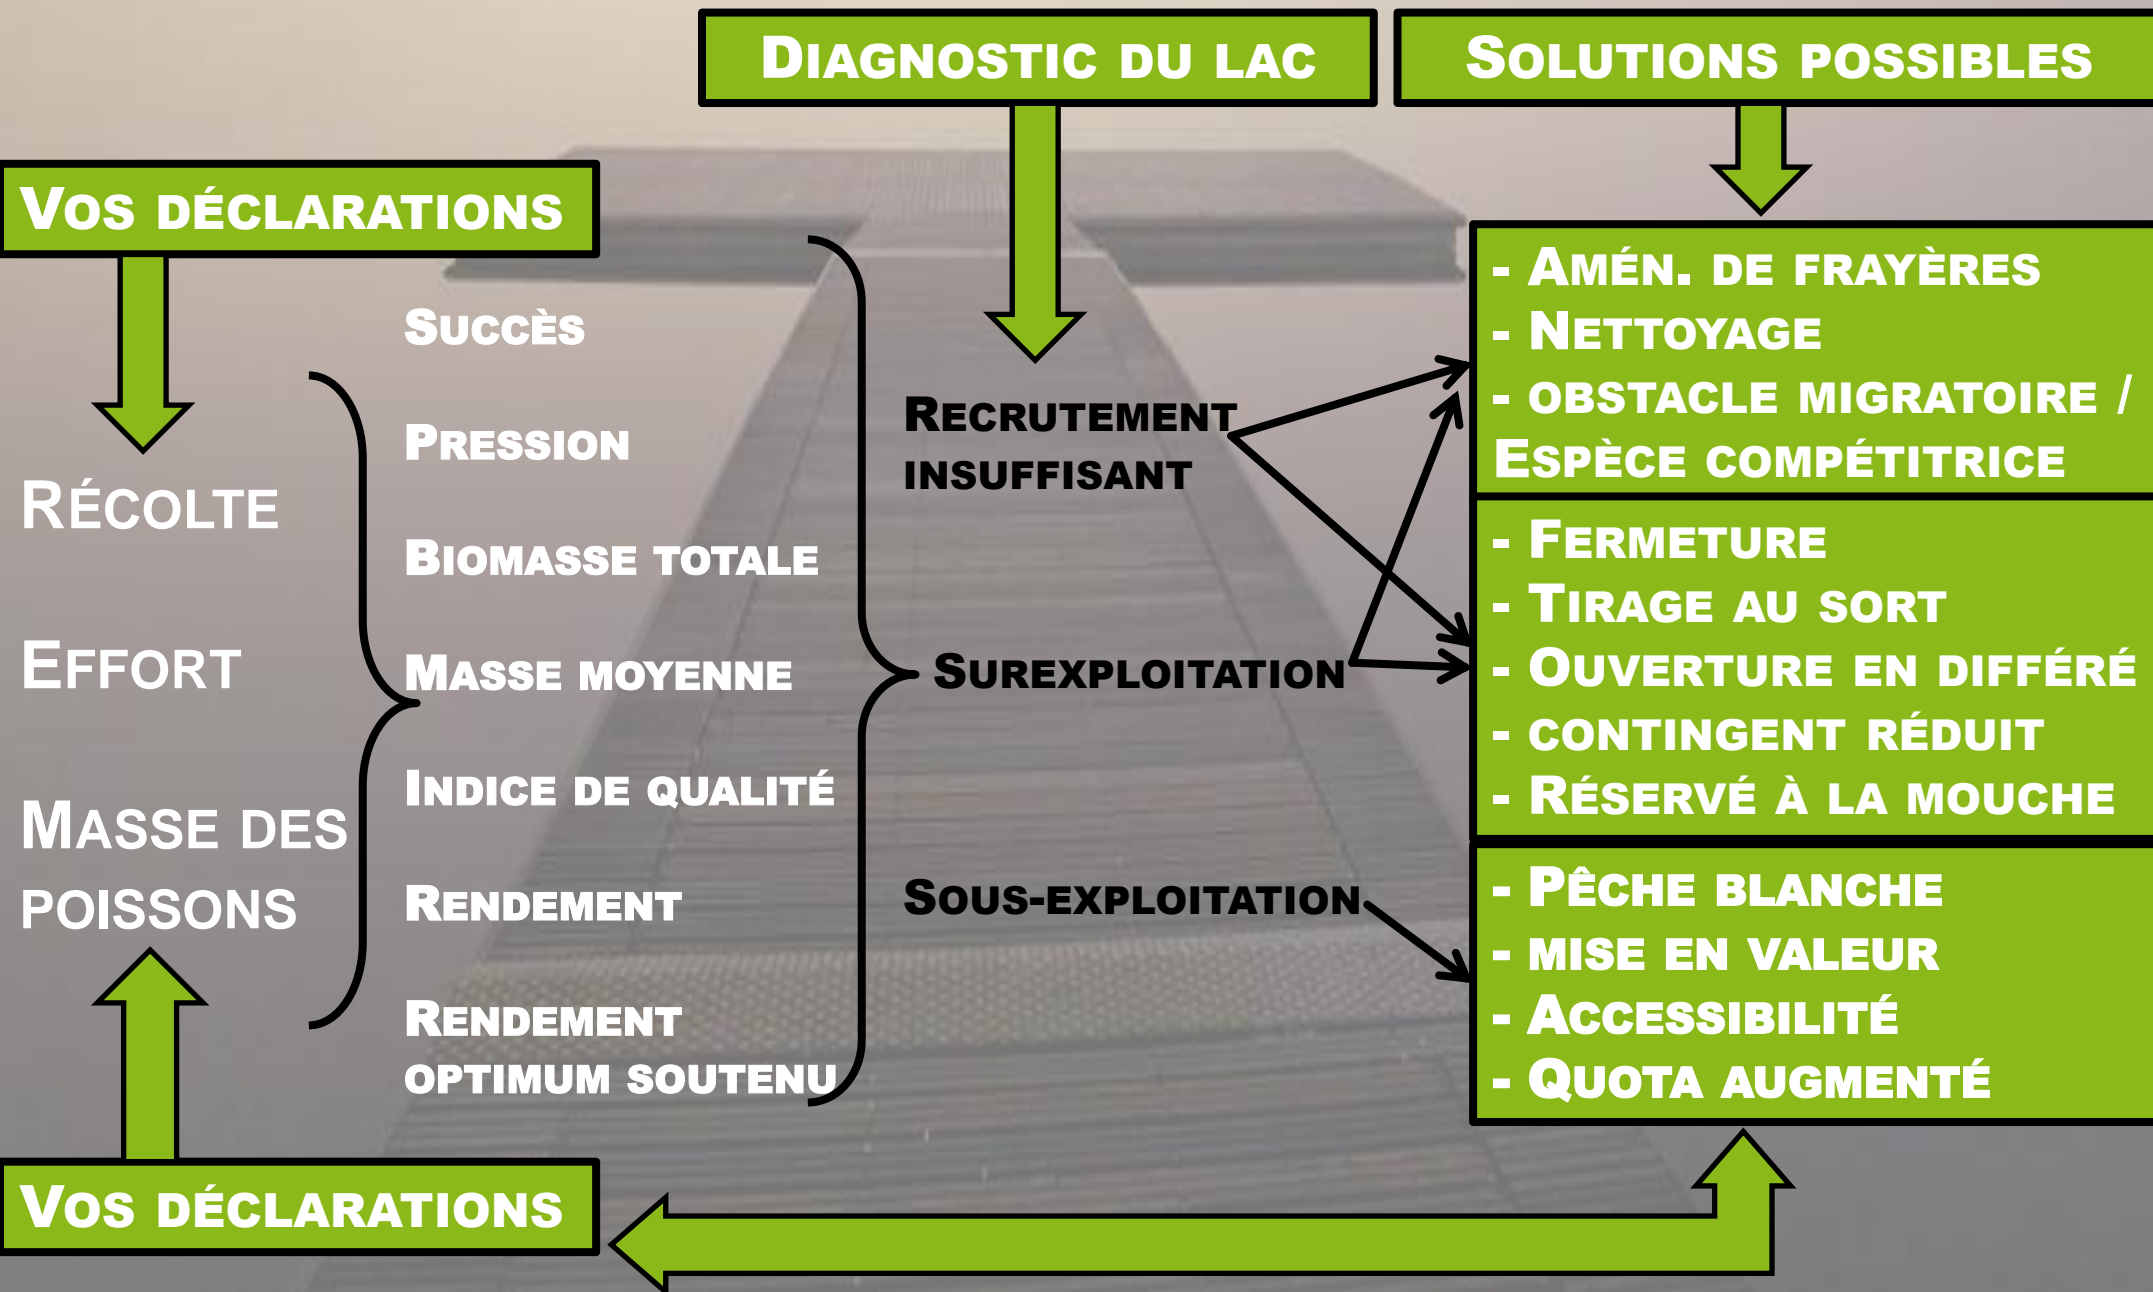 DIAGNOSTIC DU LAC
SOLUTIONS POSSIBLES
VOS DÉCLARATIONS
RÉCOLTE
EFFORT
MASSE DES
POISSONS
VOS DÉCLARATIONS
SUCCÈS
PRESSION
BIOMASSE TOTALE
MASSE MOYENNE
INDICE DE QUALITÉ
RENDEMENT
RENDEMENT
OPTIMUM SOUTENU
RECRUTEMENT
INSUFFISANT
SUREXPLOITATION
SOUS-EXPLOITATION
- AMÉN. DE FRAYÈRES
- NETTOYAGE
- OBSTACLE MIGRATOIRE /
ESPÈCE COMPÉTITRICE
- FERMETURE
- TIRAGE AU SORT
- OUVERTURE EN DIFFÉRÉ
- CONTINGENT RÉDUIT
- RÉSERVÉ À LA MOUCHE
- PÊCHE BLANCHE
- MISE EN VALEUR
- ACCESSIBILITÉ
- QUOTA AUGMENTÉ